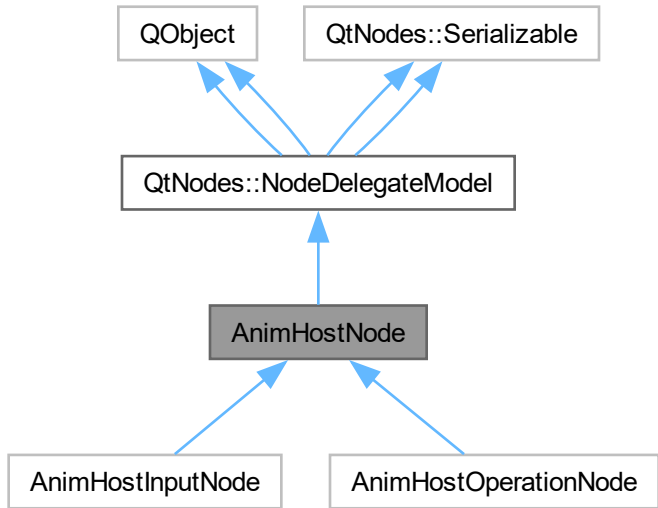 QObject
QtNodes::Serializable
QtNodes::NodeDelegateModel
AnimHostNode
AnimHostInputNode
AnimHostOperationNode